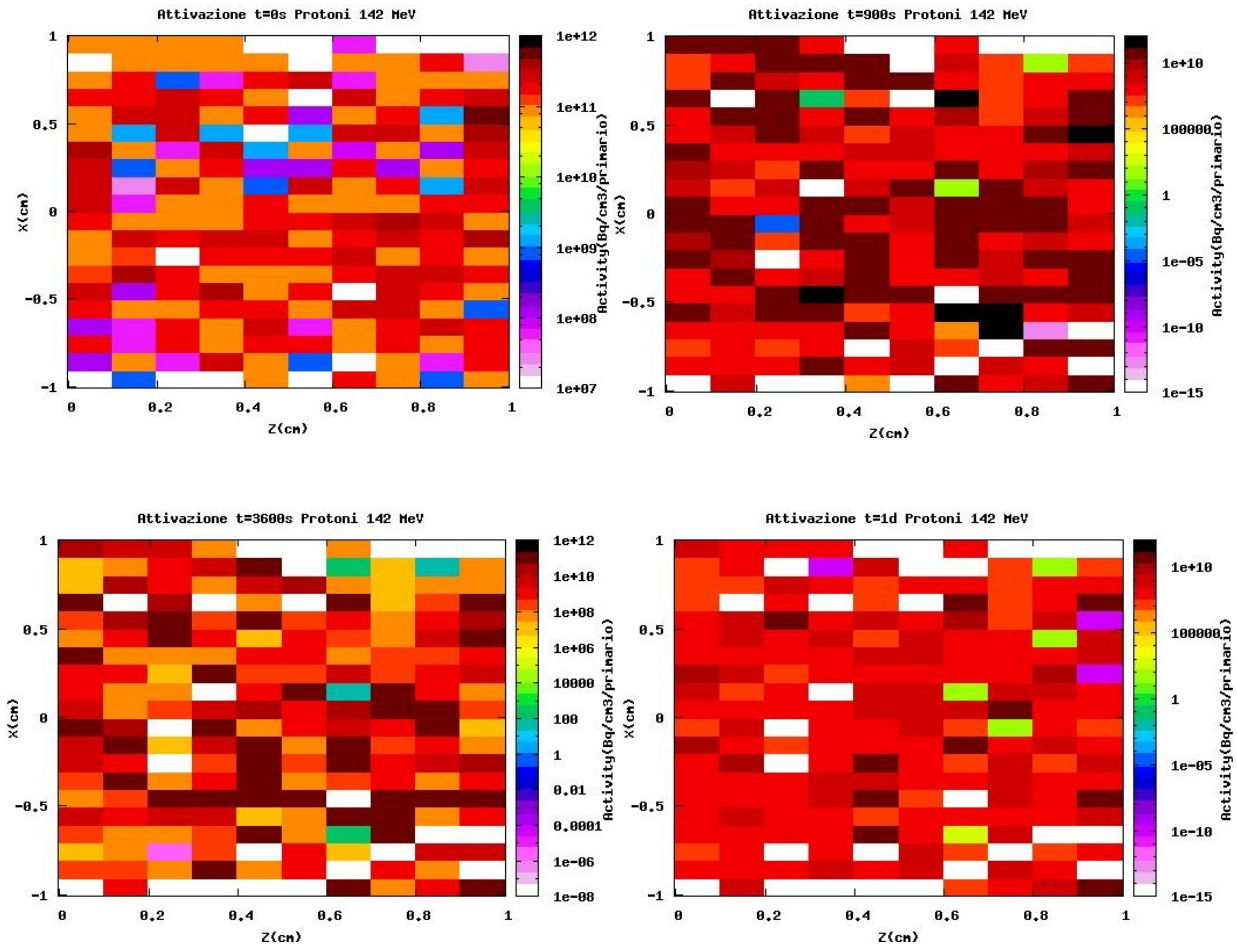 Attivazione t=0s Protoni 142 MeV
1
0.5
0
-0.5
-1
X(cm)
0
0.2
0.4
0.6
0.8
1
Z(cm)
1e+12
1e+11
1e+10
1e+09
1e+08
1e+07
Activity(Bq/cm3/primario)
Attivazione t=900s Protoni 142 MeV
1
0.5
0
-0.5
-1
X(cm)
0
0.2
0.4
0.6
0.8
1
Z(cm)
1e+10
100000
1
1e-05
1e-10
1e-15
Activity(Bq/cm3/primario)
Attivazione t=3600s Protoni 142 MeV
1
0.5
0
-0.5
-1
X(cm)
0
0.2
0.4
0.6
0.8
1
Z(cm)
1e+12
1e+10
1e+08
1e+06
10000
100
1
0.01
0.0001
1e-06
1e-08
Activity(Bq/cm3/primario)
Attivazione t=1d Protoni 142 MeV
1
0.5
0
-0.5
-1
X(cm)
0
0.2
0.4
0.6
0.8
1
Z(cm)
1e+10
100000
1
1e-05
1e-10
1e-15
Activity(Bq/cm3/primario)